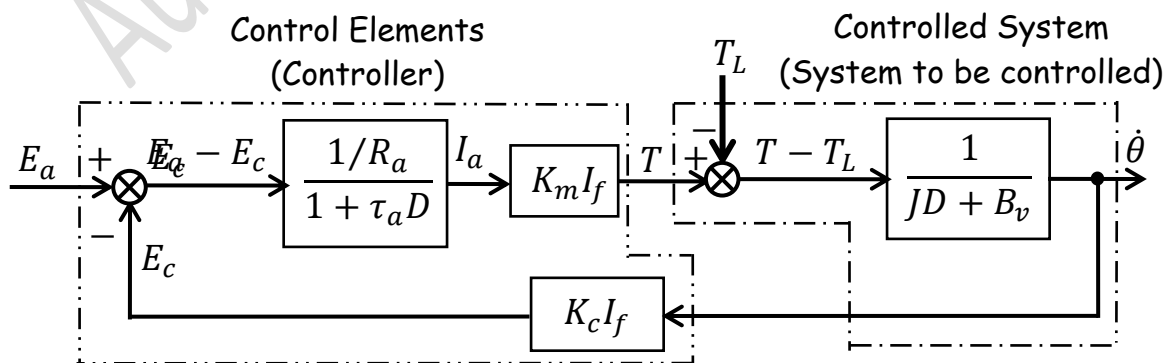 Control Elements
(Controller)
Controlled System
(System to be controlled)
T_L
E_a + E_a − E_c 1/R_a I_a K_m I_f T + T − T_L 1 θ̇
1 + τ_a D JD + B_v
−
−
E_c
K_c I_f